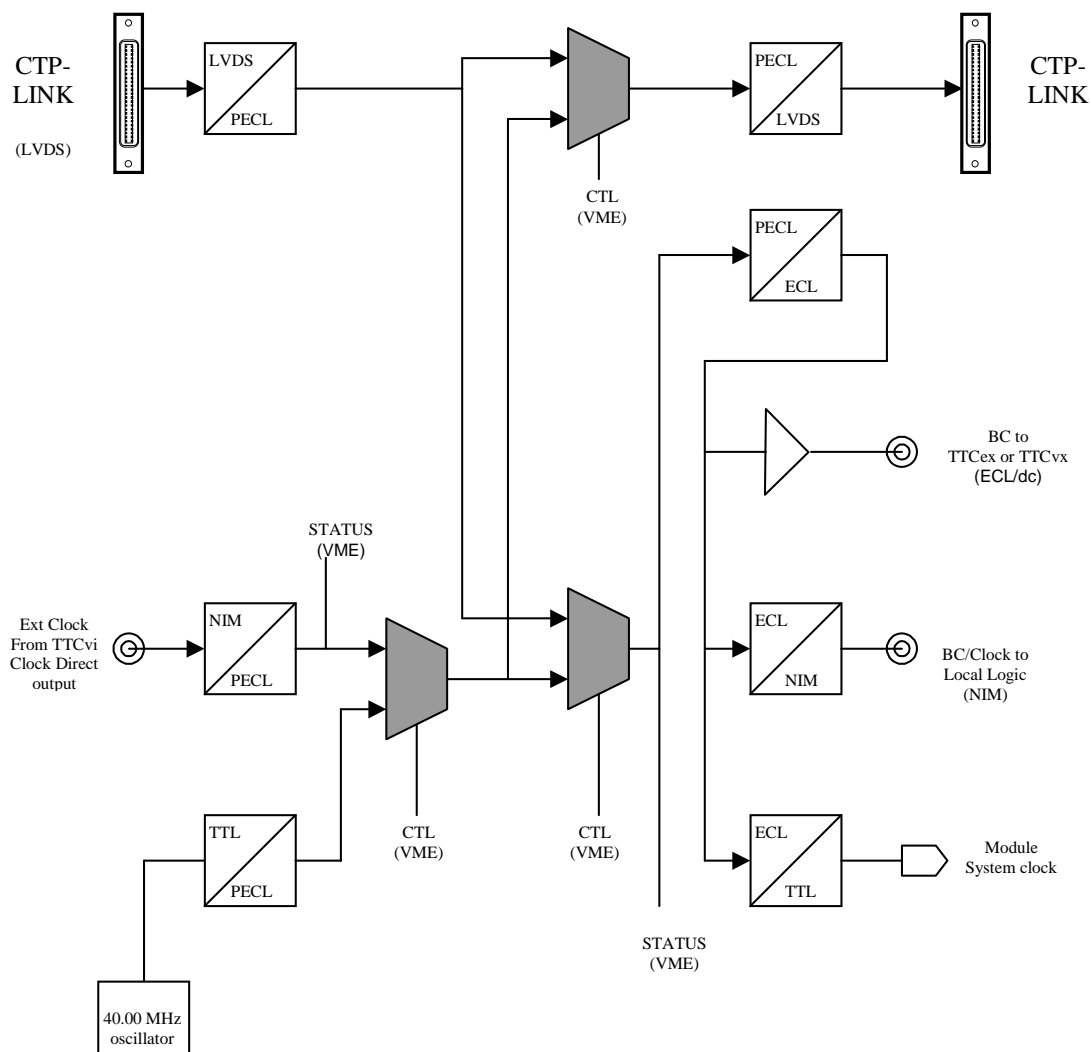 CTP-
LINK
(LVDS)
LVDS
PECL
CTL
(VME)
PECL
LVDS
CTP-
LINK
PECL
ECL
BC to
TTCex or TTCvx
(ECL/dc)
STATUS
(VME)
Ext Clock
From TTCvi
Clock Direct
output
NIM
PECL
ECL
NIM
BC/Clock to
Local Logic
(NIM)
TTL
PECL
CTL
(VME)
CTL
(VME)
ECL
TTL
Module
System clock
STATUS
(VME)
40.00 MHz
oscillator